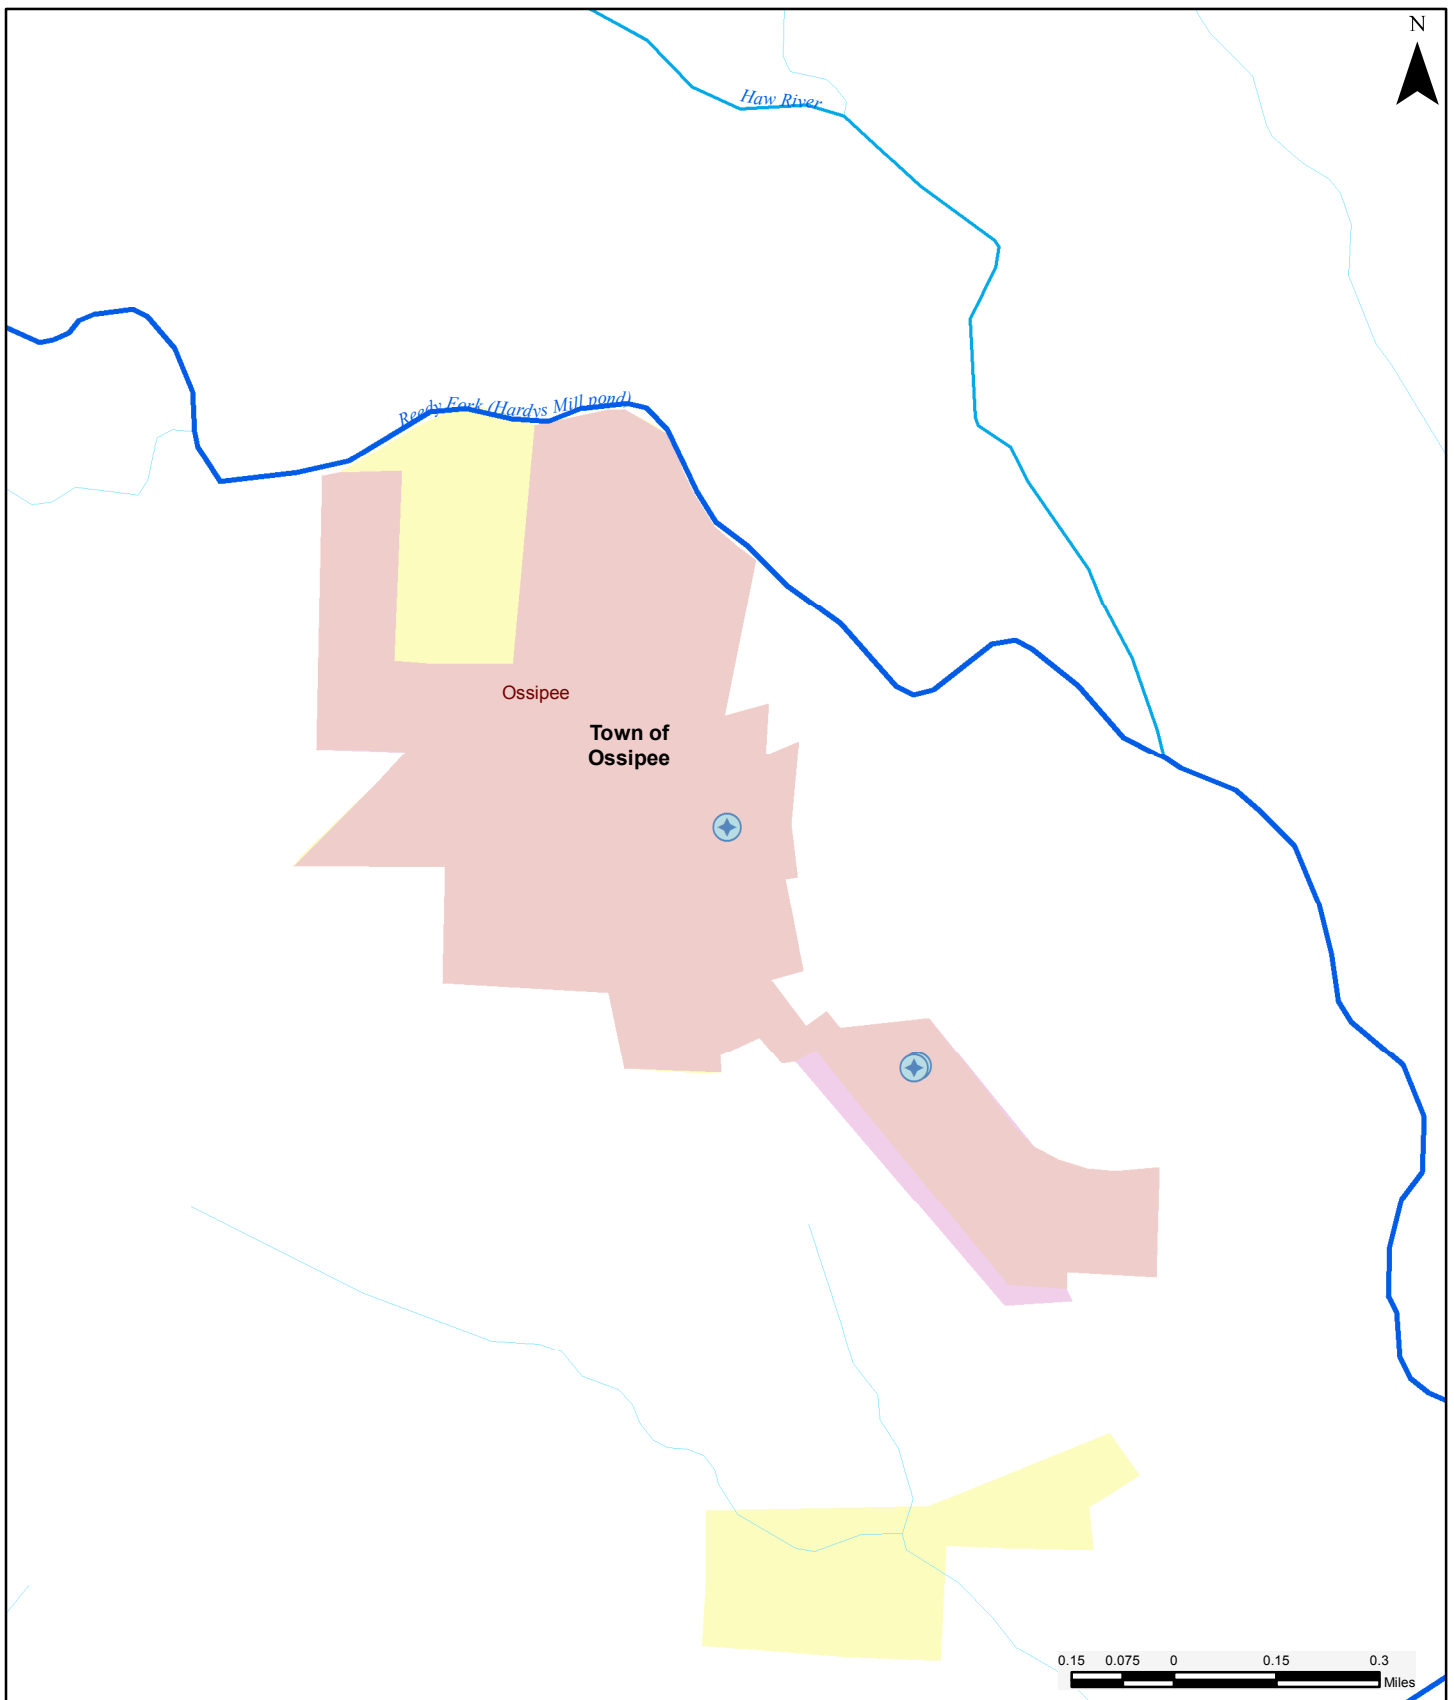 N
Haw River
Reedy Fork (Hardys Mill pond)
Ossipee
Town of
Ossipee
0.15 0.075 0 0.15 0.3
Miles